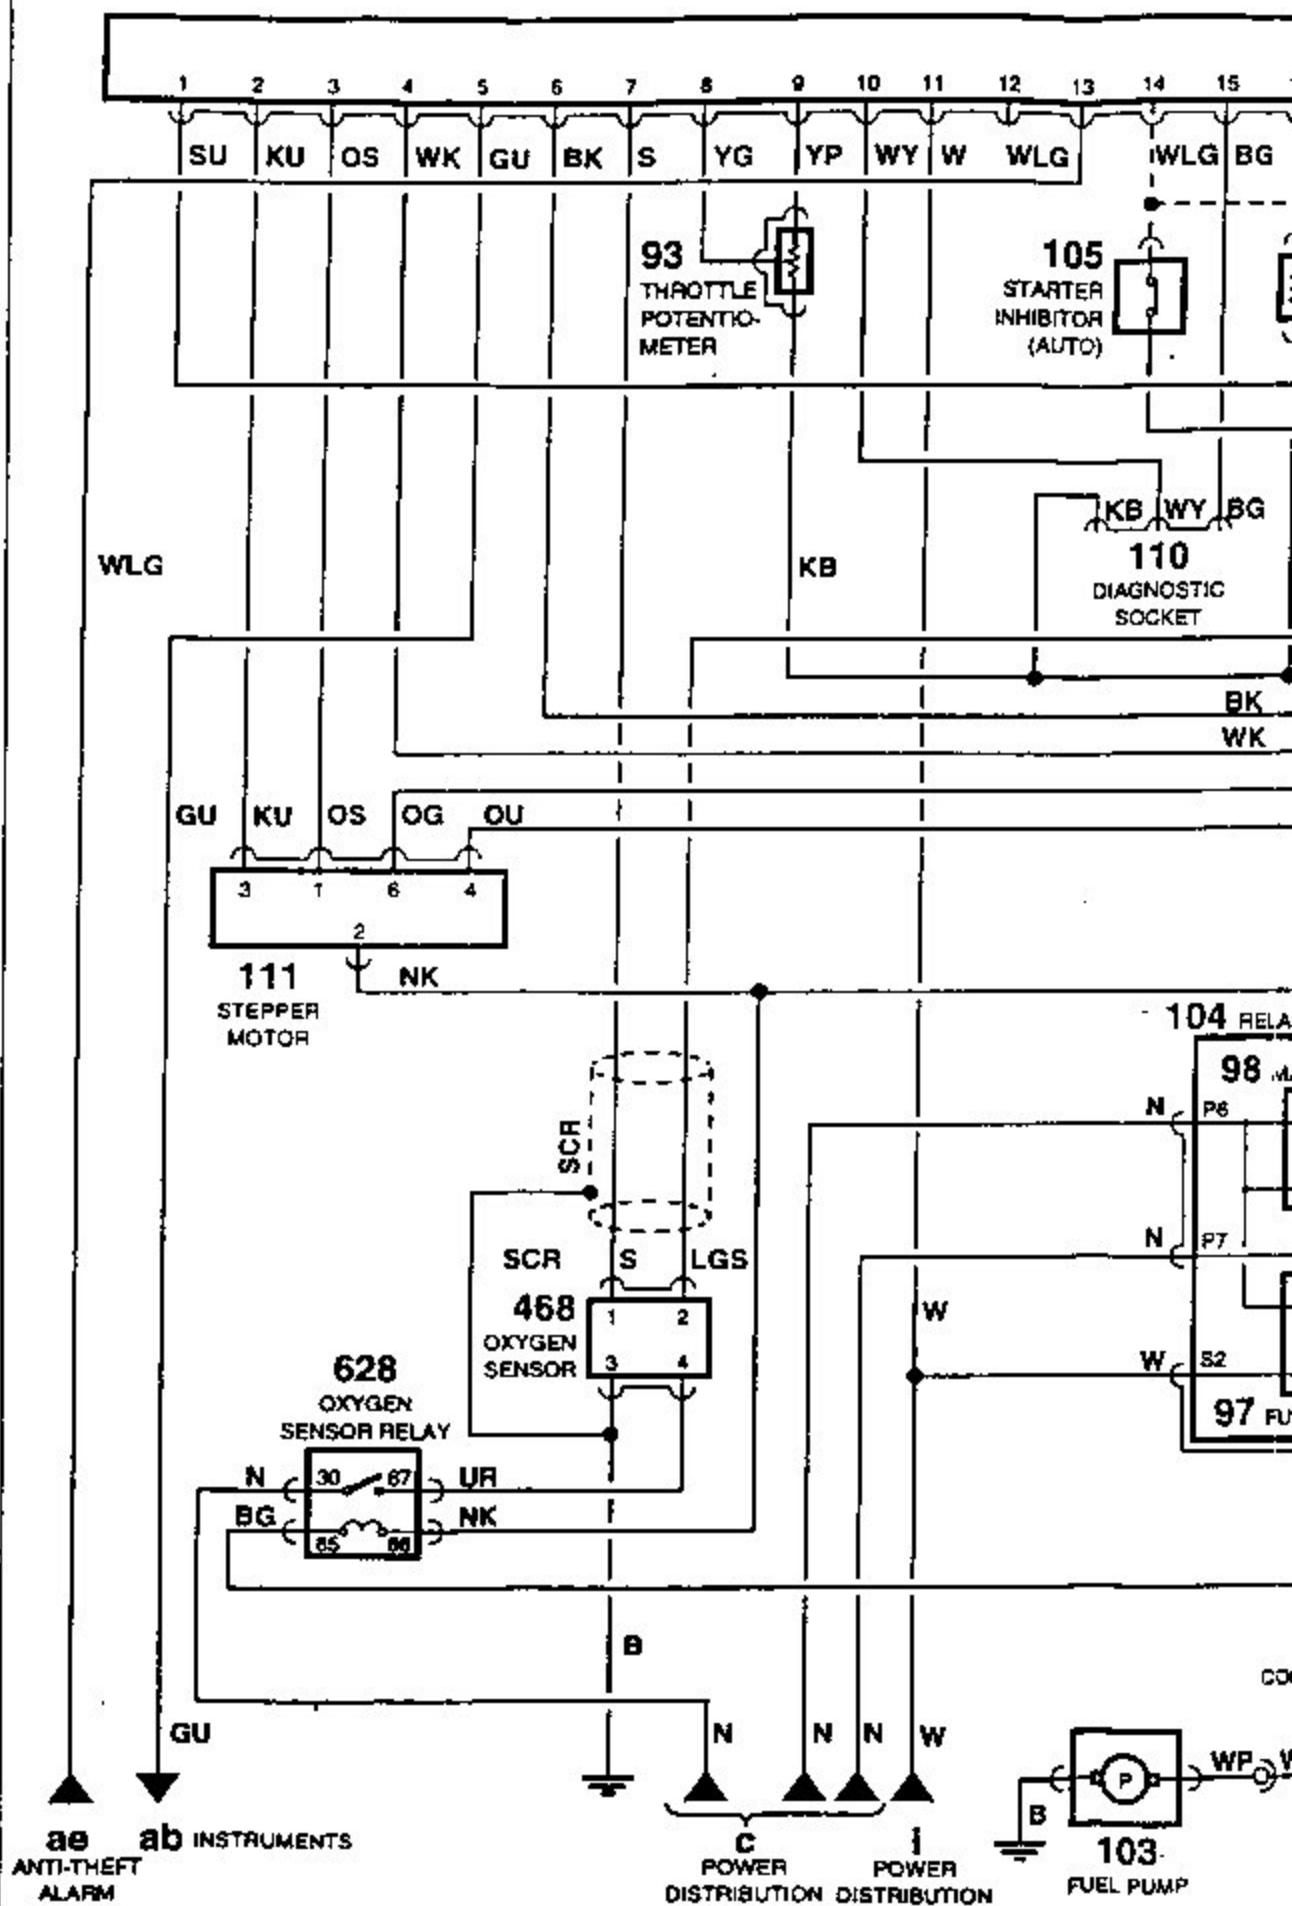 1 2 3 4 5 6 7 8 9 10 11 12 13 14 15
SU KU OS WK GU BK S YG YP WY W WLG WLG BG
93
THROTTLE
POTENTIO-
METER
105
STARTER
INHIBITOR
(AUTO)
KB WY BG
110
DIAGNOSTIC
SOCKET
WLG
KB
BK
WK
GU KU OS OG OU
3 1 6 4
2
111
STEPPER
MOTOR
NK
104 RELA
98
N P6
SCR
N P7
SCR S LGS
468
OXYGEN
SENSOR
1 2
3 4
W
W S2
97 FU
628
OXYGEN
SENSOR RELAY
N 30 87 UR
BG 85 86 NK
B
GU
N N N W
WP
P
B
103
FUEL PUMP
ae
ANTI-THEFT
ALARM
ab INSTRUMENTS
C
POWER
DISTRIBUTION
i
POWER
DISTRIBUTION